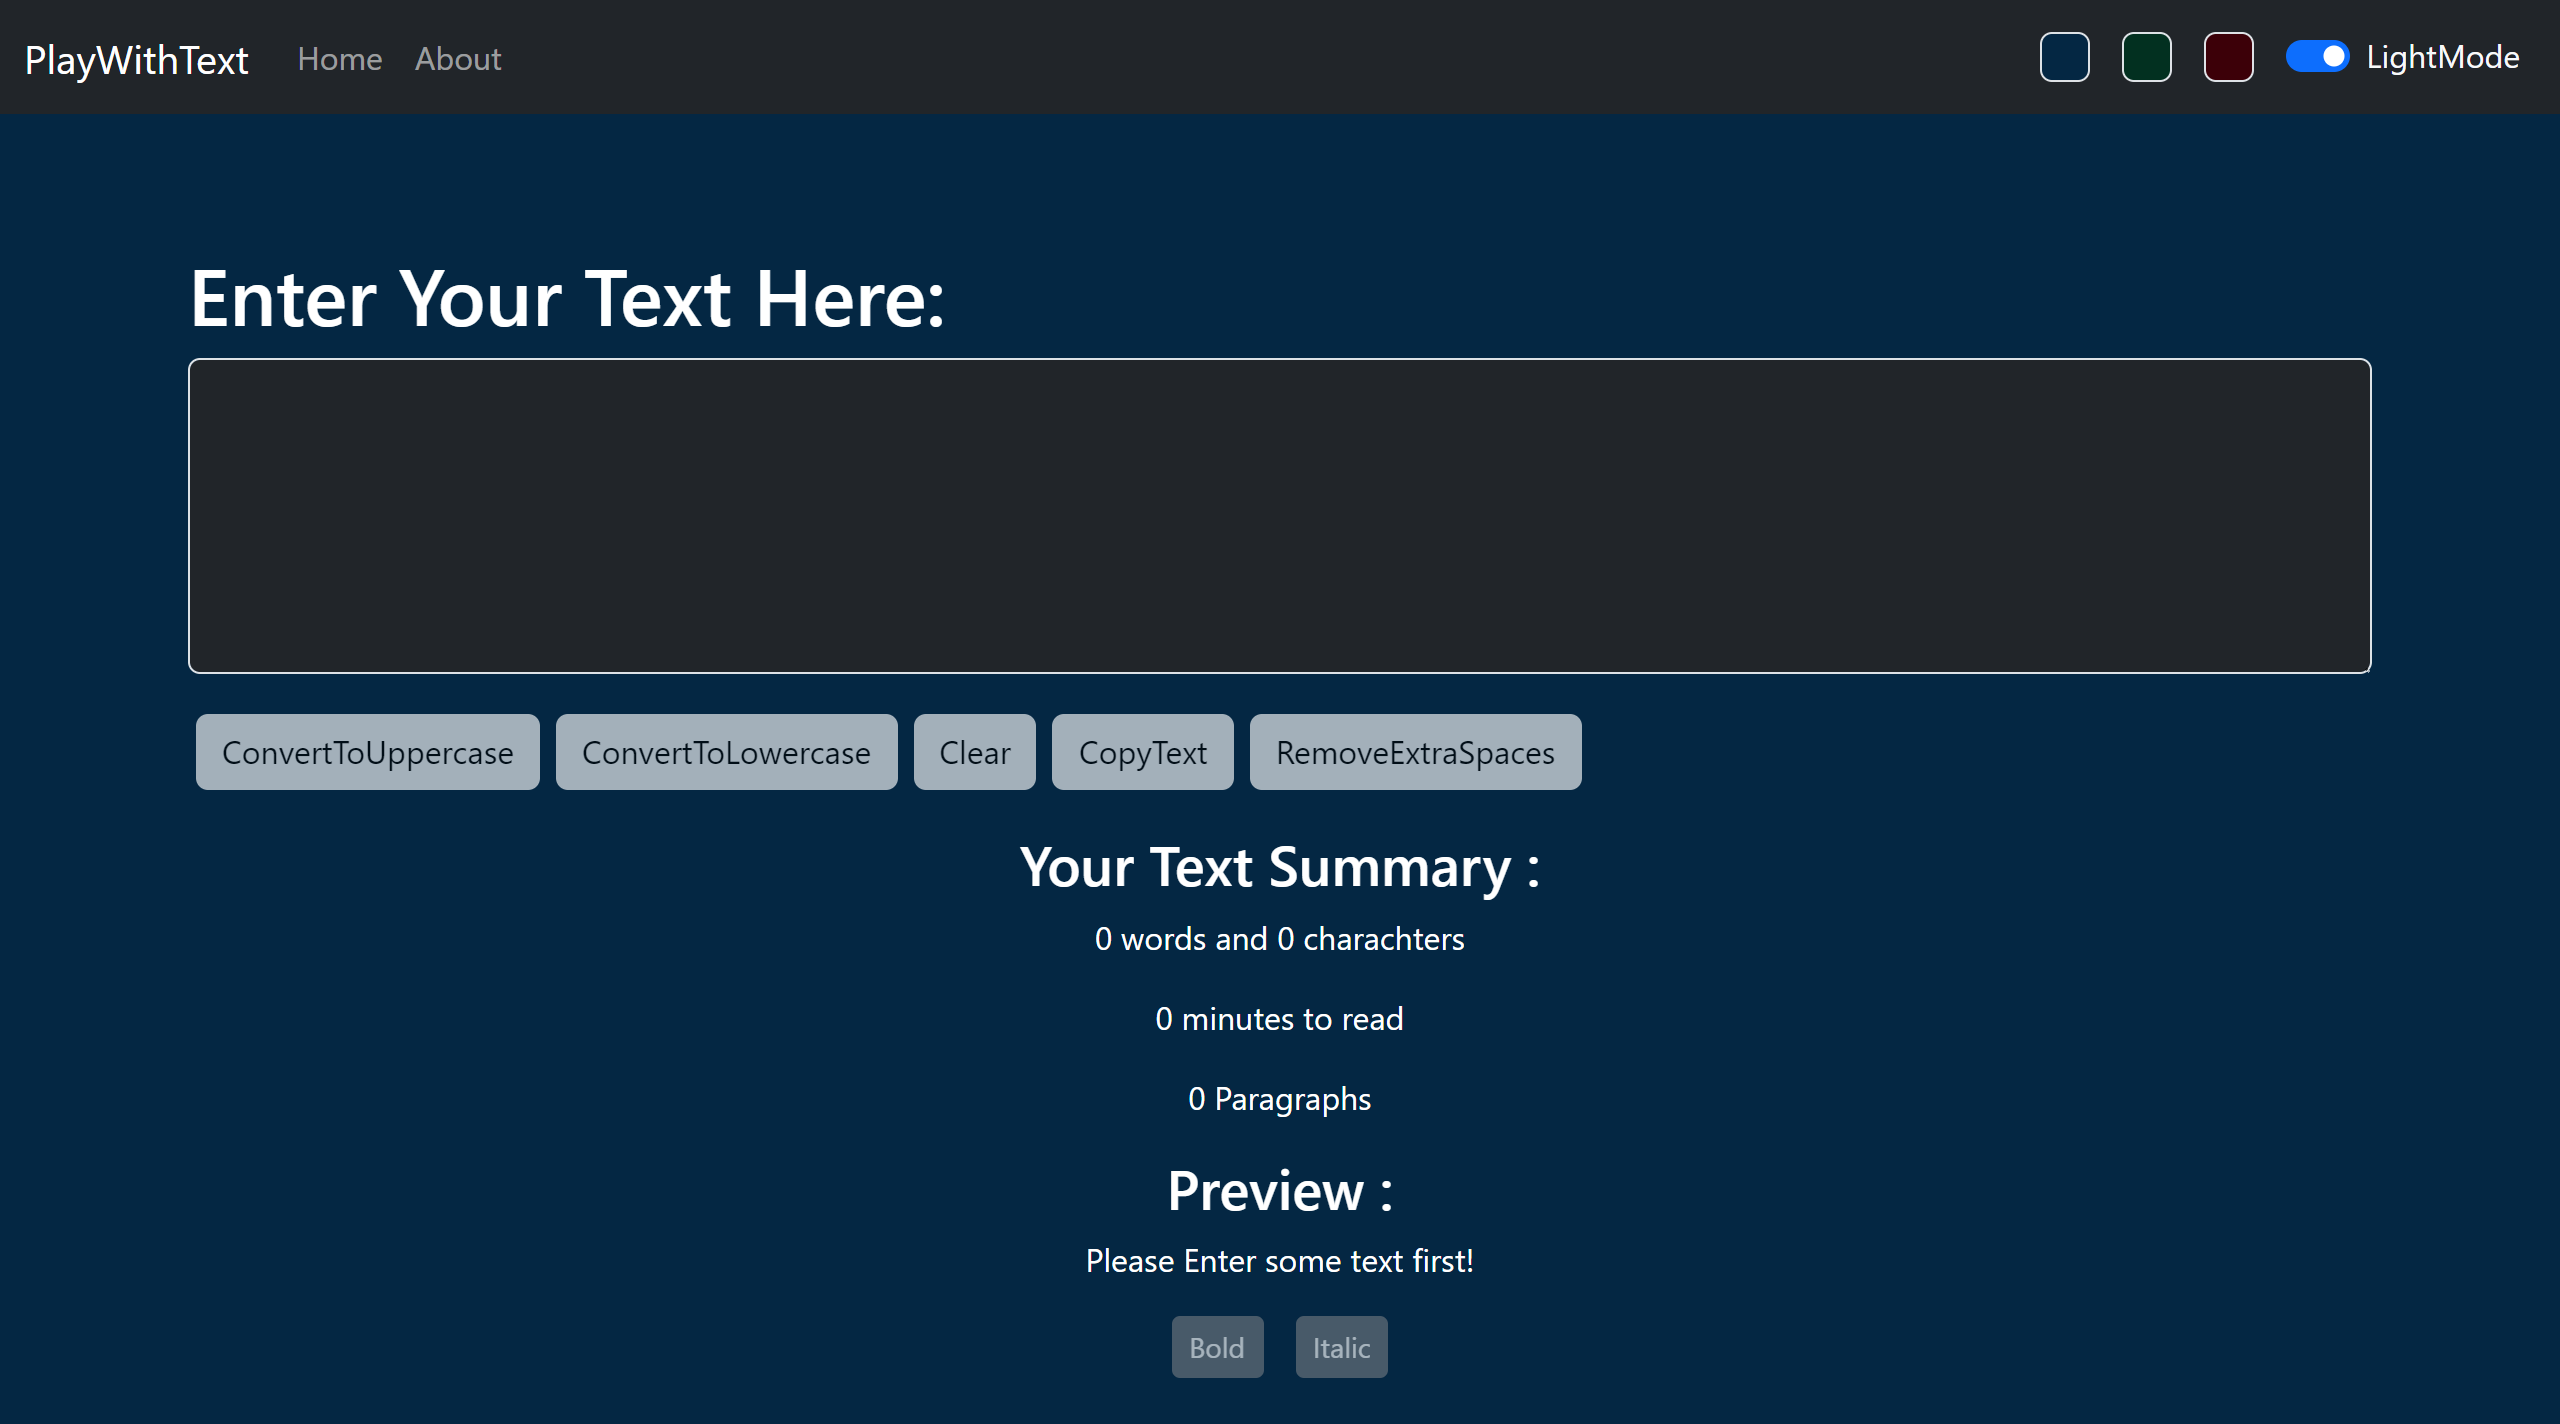 PlayWithText Home About LightMode
Enter Your Text Here:
ConvertToUppercase ConvertToLowercase Clear CopyText RemoveExtraSpaces
Your Text Summary :
0 words and 0 charachters
0 minutes to read
0 Paragraphs
Preview :
Please Enter some text first!
Bold Italic